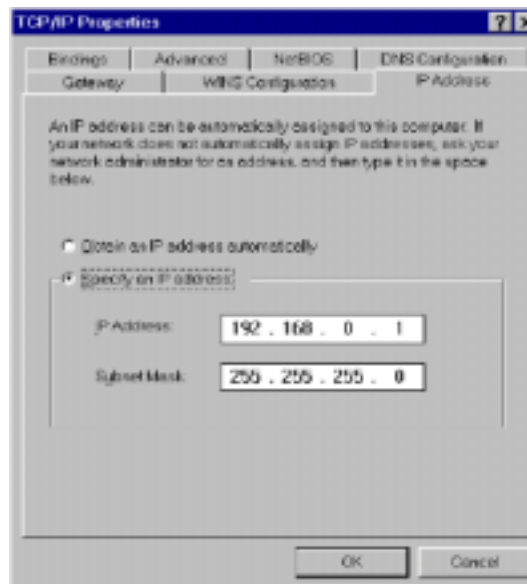 TCP/IP Properties
Bindings Advanced NetBIOS DNS Configuration
Gateway WINS Configuration IP Address
An IP address can be automatically assigned to this computer. If
your network does not automatically assign IP addresses, ask your
network administrator for an address, and then type it in the space
below.
Obtain an IP address automatically
Specify an IP address:
IP Address: 192 . 168 . 0 . 1
Subnet Mask: 255 . 255 . 255 . 0
OK Cancel